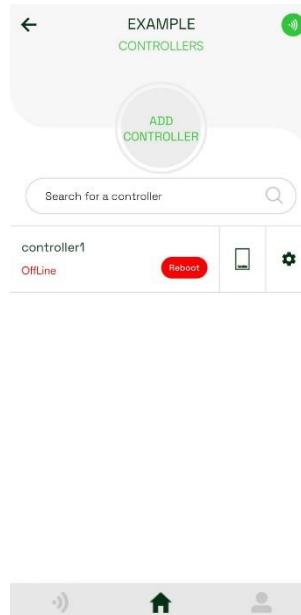 EXAMPLE
CONTROLLERS
ADD
CONTROLLER
Search for a controller
controller1
OffLine
Reboot